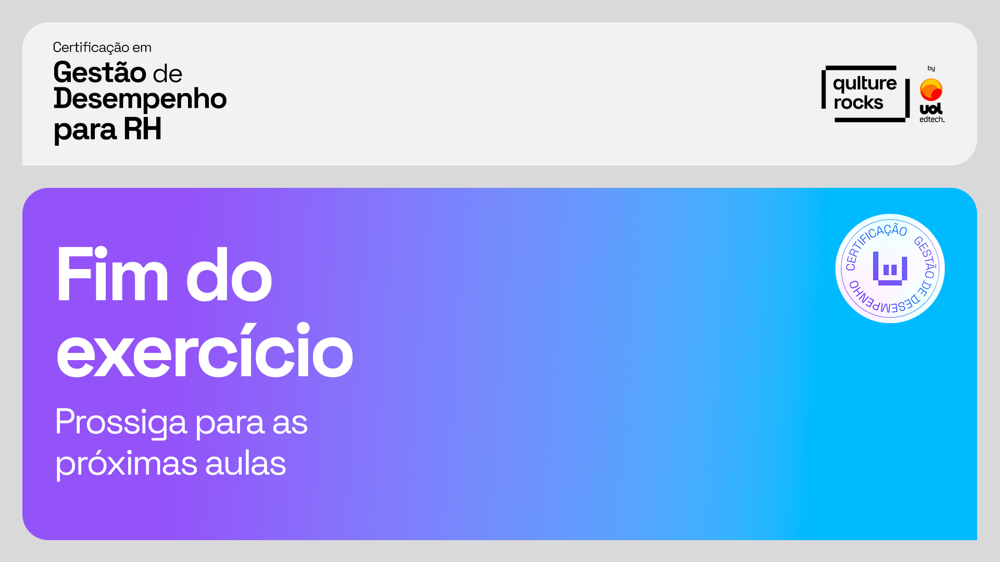 Certificação em
Gestão de
Desempenho
para RH
qulture
rocks
by
uol
edtech_
Fim do
exercício
Prossiga para as
próximas aulas
CERTIFICAÇÃO GESTÃO DE DESEMPENHO